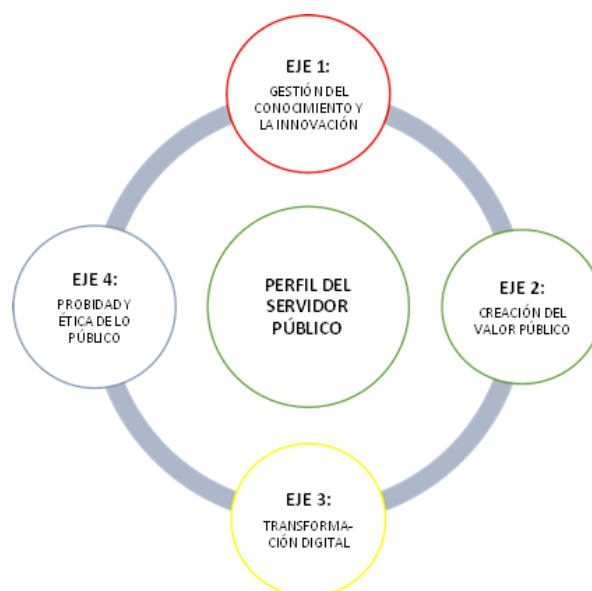 EJE 1:
GESTIÓN DEL
CONOCIMIENTO Y
LA INNOVACIÓN
EJE 4:
PROBIDAD Y
ÉTICA DE LO
PÚBLICO
PERFIL DEL
SERVIDOR
PÚBLICO
EJE 2:
CREACIÓN DEL
VALOR PÚBLICO
EJE 3:
TRANSFORMA-
CIÓN DIGITAL